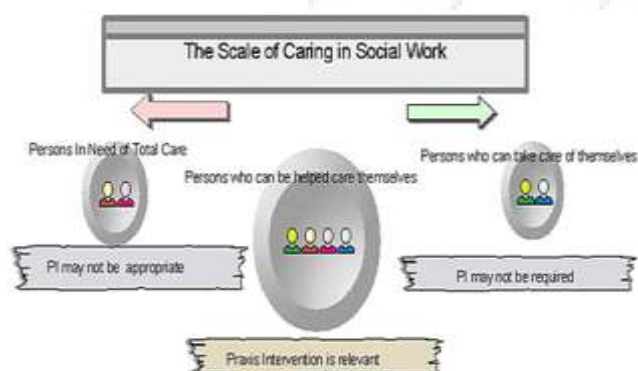 The Scale of Caring in Social Work
Persons In Need of Total Care
Persons who can be helped care themselves
Persons who can take care of themselves
PI may not be appropriate
PI may not be required
Praxis Intervention is relevant